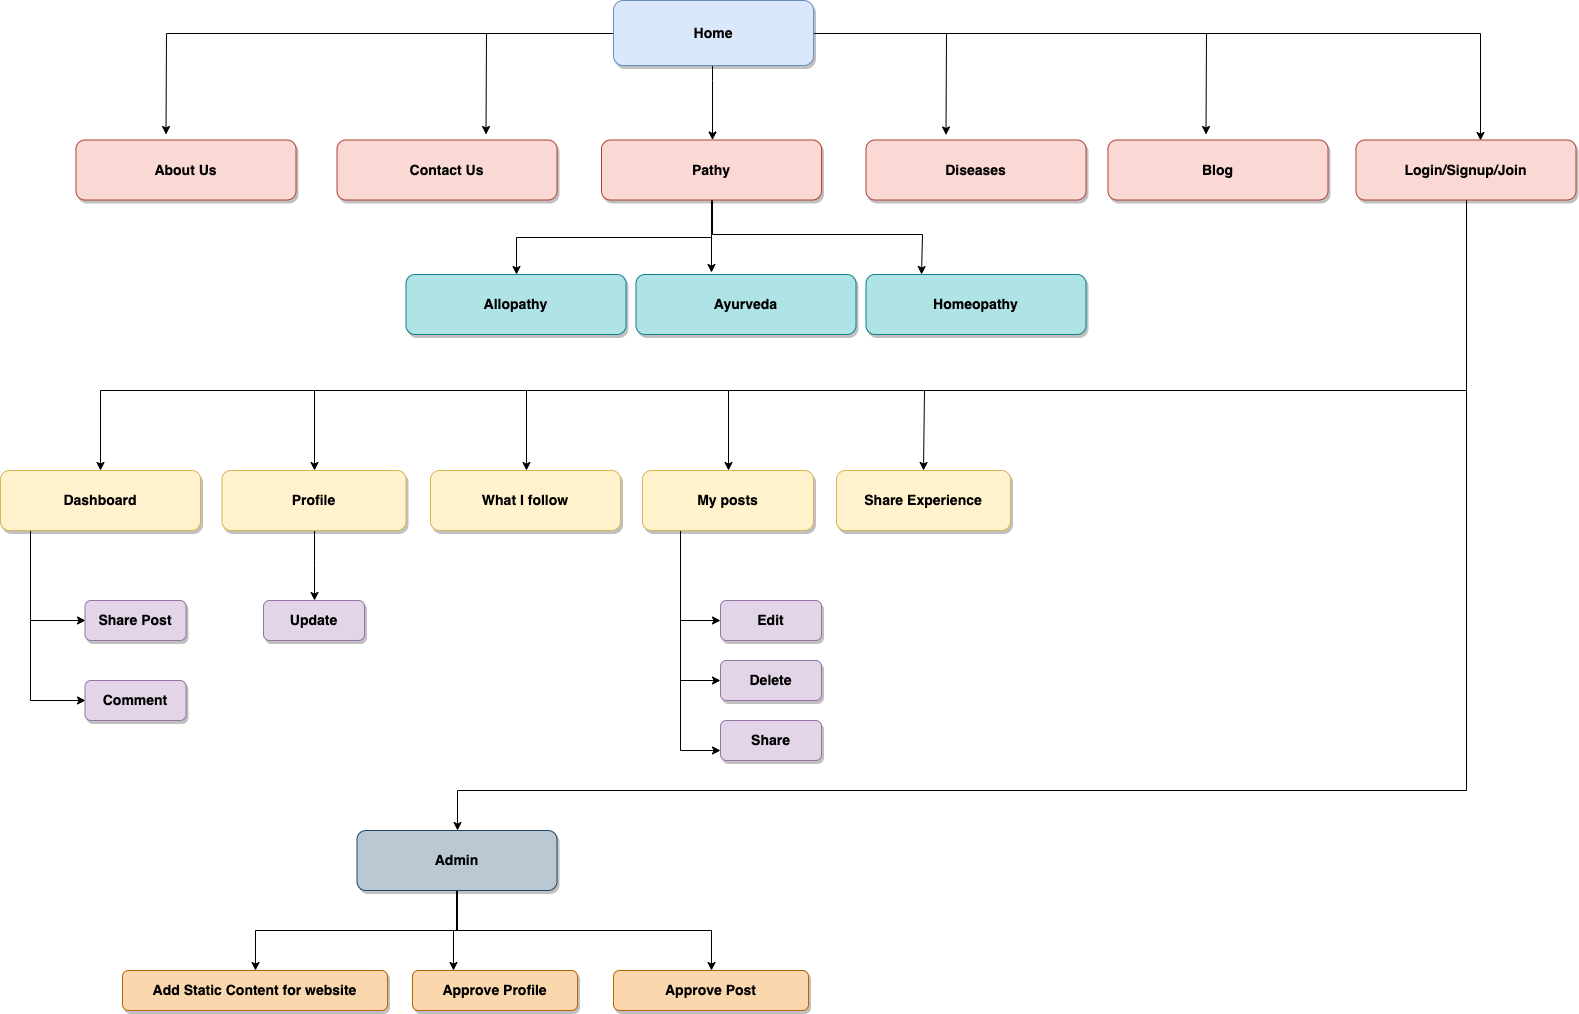 Home
About Us
Contact Us
Pathy
Diseases
Blog
Login/Signup/Join
Allopathy
Ayurveda
Homeopathy
Dashboard
Profile
What I follow
My posts
Share Experience
Share Post
Update
Edit
Delete
Comment
Share
Admin
Add Static Content for website
Approve Profile
Approve Post